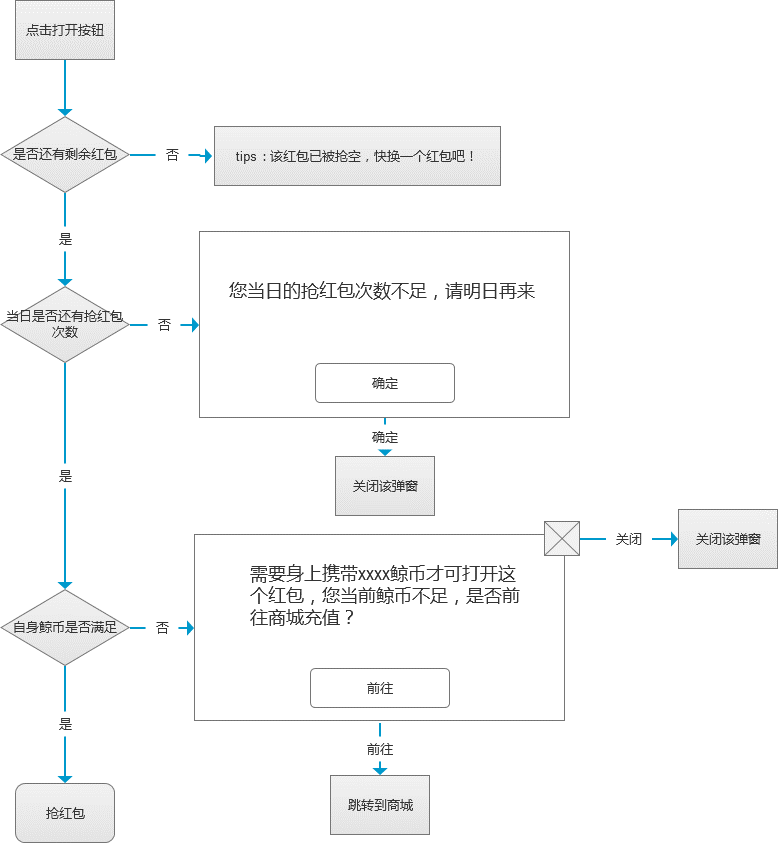 点击打开按钮
是否还有剩余红包
否
tips：该红包已被抢空，快换一个红包吧！
是
您当日的抢红包次数不足，请明日再来
当日是否还有抢红包
次数
否
确定
确定
关闭该弹窗
是
关闭
关闭该弹窗
需要身上携带xxxx鲸币才可打开这
个红包，您当前鲸币不足，是否前
往商城充值？
自身鲸币是否满足
否
前往
是
前往
跳转到商城
抢红包